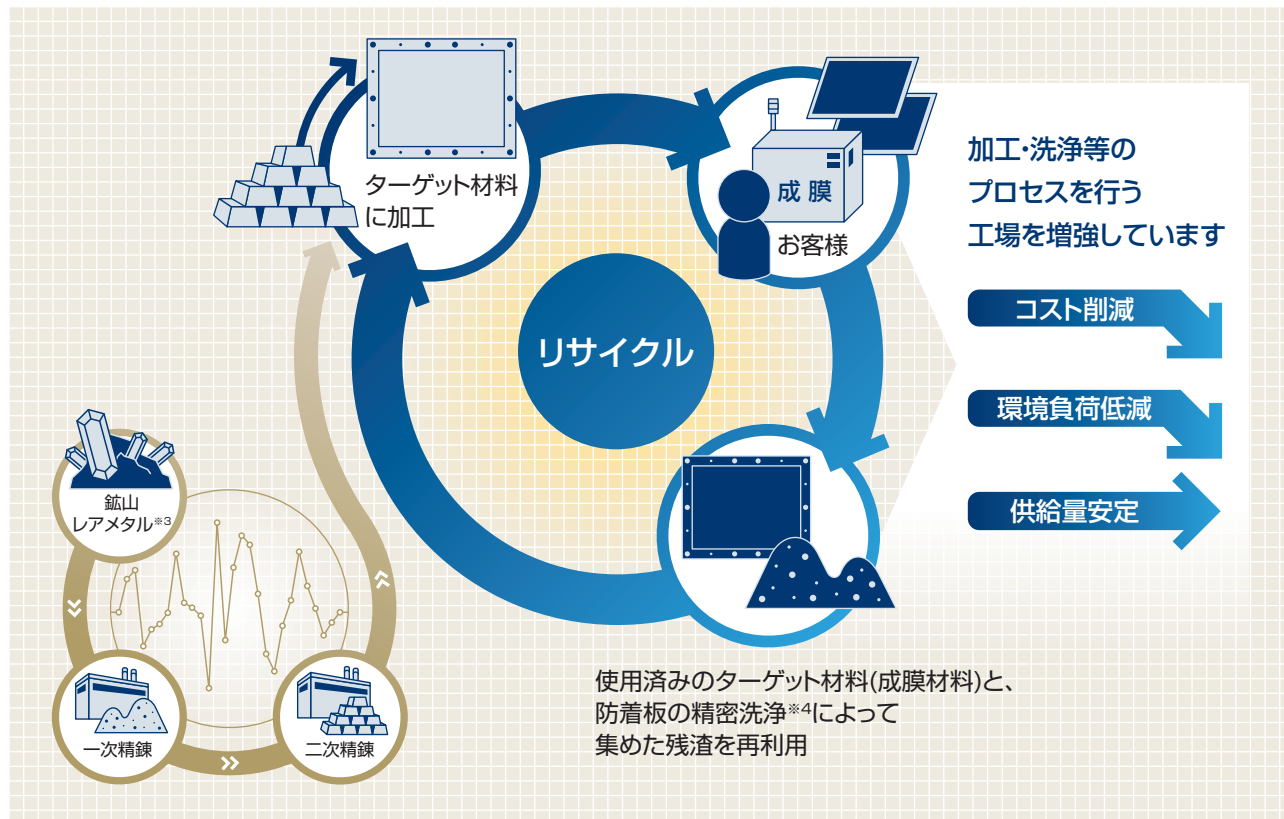 ターゲット材料
に加工
成膜
お客様
リサイクル
加工・洗浄等の
プロセスを行う
工場を増強しています
コスト削減
環境負荷低減
供給量安定
鉱山
レアメタル※3
一次精錬
二次精錬
使用済みのターゲット材料(成膜材料)と、
防着板の精密洗浄※4によって
集めた残渣を再利用